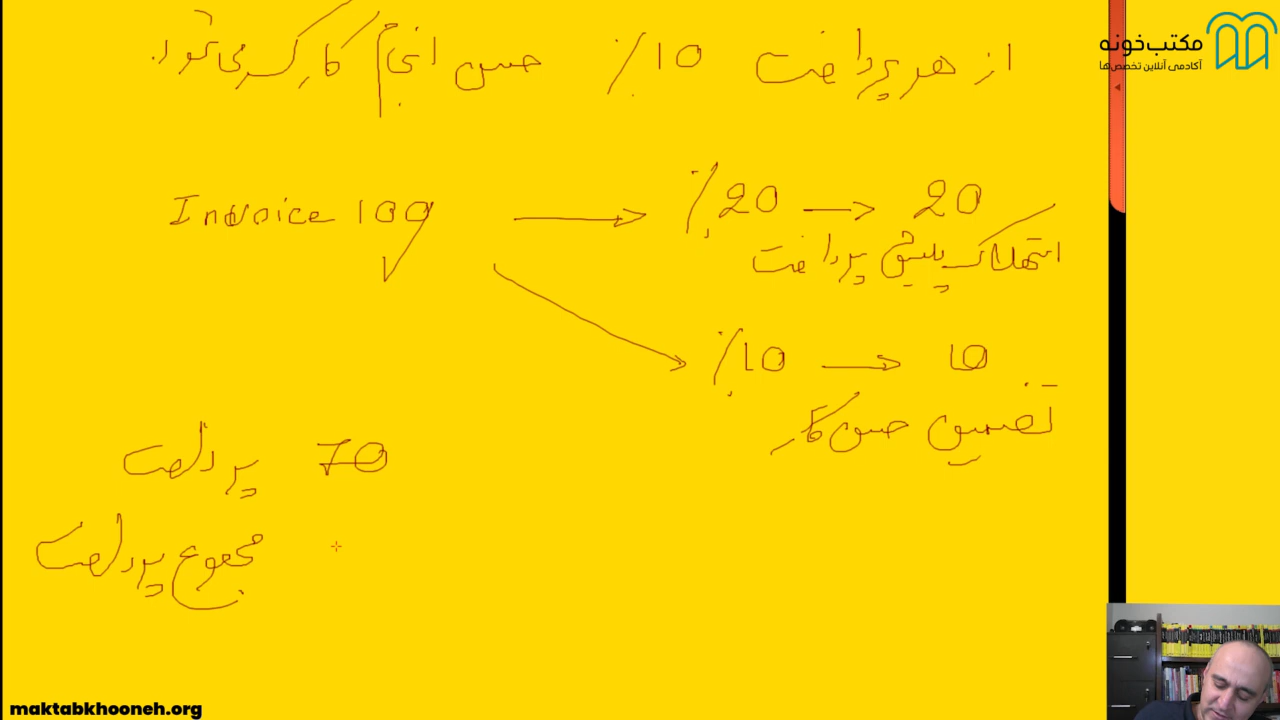 مکتب‌خونه
آکادمی آنلاین تخصص‌ها
از هر پرداخت 10٪ حسن انجام کار کسر می‌شود.
Invoice 100 → ٪20 → 20
استهلاک پیش پرداخت
٪10 → 10
تضمین حسن کار
70 پرداخت
مجموع پرداخت
maktabkhooneh.org